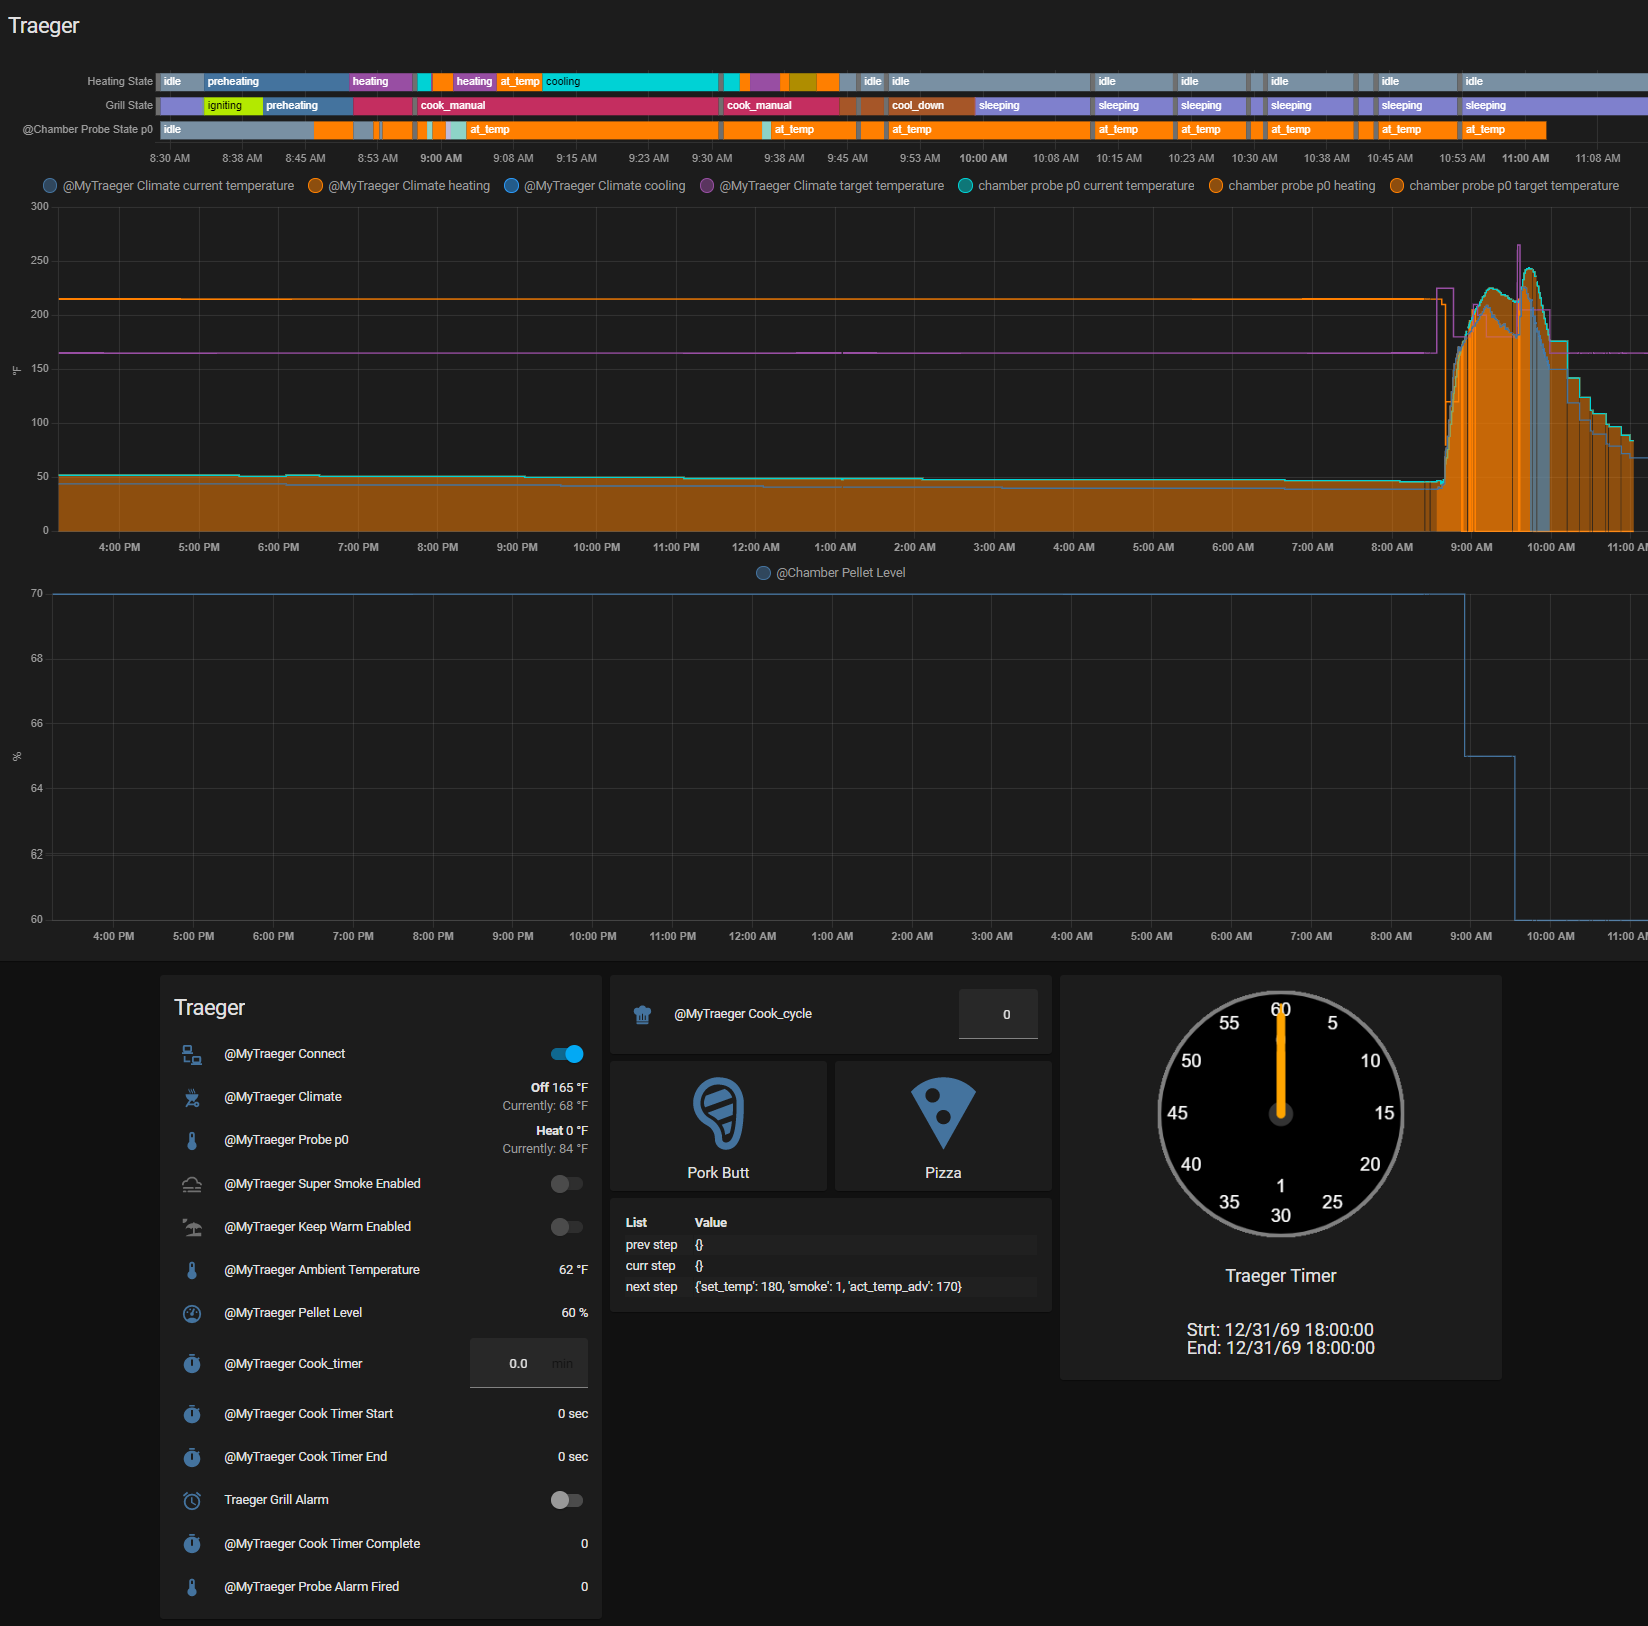 Traeger
Heating State idle preheating heating heating at_temp cooling idle idle idle idle idle idle idle
Grill State igniting preheating cook_manual cook_manual cool_down sleeping sleeping sleeping sleeping sleeping sleeping
@Chamber Probe State p0 idle at_temp at_temp at_temp at_temp at_temp at_temp at_temp at_temp
8:30 AM 8:38 AM 8:45 AM 8:53 AM 9:00 AM 9:08 AM 9:15 AM 9:23 AM 9:30 AM 9:38 AM 9:45 AM 9:53 AM 10:00 AM 10:08 AM 10:15 AM 10:23 AM 10:30 AM 10:38 AM 10:45 AM 10:53 AM 11:00 AM 11:08 AM
@MyTraeger Climate current temperature @MyTraeger Climate heating @MyTraeger Climate cooling @MyTraeger Climate target temperature chamber probe p0 current temperature chamber probe p0 heating chamber probe p0 target temperature
300
250
200
°F
150
100
50
0
4:00 PM 5:00 PM 6:00 PM 7:00 PM 8:00 PM 9:00 PM 10:00 PM 11:00 PM 12:00 AM 1:00 AM 2:00 AM 3:00 AM 4:00 AM 5:00 AM 6:00 AM 7:00 AM 8:00 AM 9:00 AM 10:00 AM 11:00 AM
@Chamber Pellet Level
70
68
66
%
64
62
60
4:00 PM 5:00 PM 6:00 PM 7:00 PM 8:00 PM 9:00 PM 10:00 PM 11:00 PM 12:00 AM 1:00 AM 2:00 AM 3:00 AM 4:00 AM 5:00 AM 6:00 AM 7:00 AM 8:00 AM 9:00 AM 10:00 AM 11:00 AM
Traeger
@MyTraeger Connect
@MyTraeger Climate Off 165 °F
Currently: 68 °F
@MyTraeger Probe p0 Heat 0 °F
Currently: 84 °F
@MyTraeger Super Smoke Enabled
@MyTraeger Keep Warm Enabled
@MyTraeger Ambient Temperature 62 °F
@MyTraeger Pellet Level 60 %
@MyTraeger Cook_timer 0.0 min
@MyTraeger Cook Timer Start 0 sec
@MyTraeger Cook Timer End 0 sec
Traeger Grill Alarm
@MyTraeger Cook Timer Complete 0
@MyTraeger Probe Alarm Fired 0
@MyTraeger Cook_cycle 0
Pork Butt
Pizza
List Value
prev step {}
curr step {}
next step {'set_temp': 180, 'smoke': 1, 'act_temp_adv': 170}
60
55 5
50 10
45 15
40 20
1
35 25
30
Traeger Timer
Strt: 12/31/69 18:00:00
End: 12/31/69 18:00:00